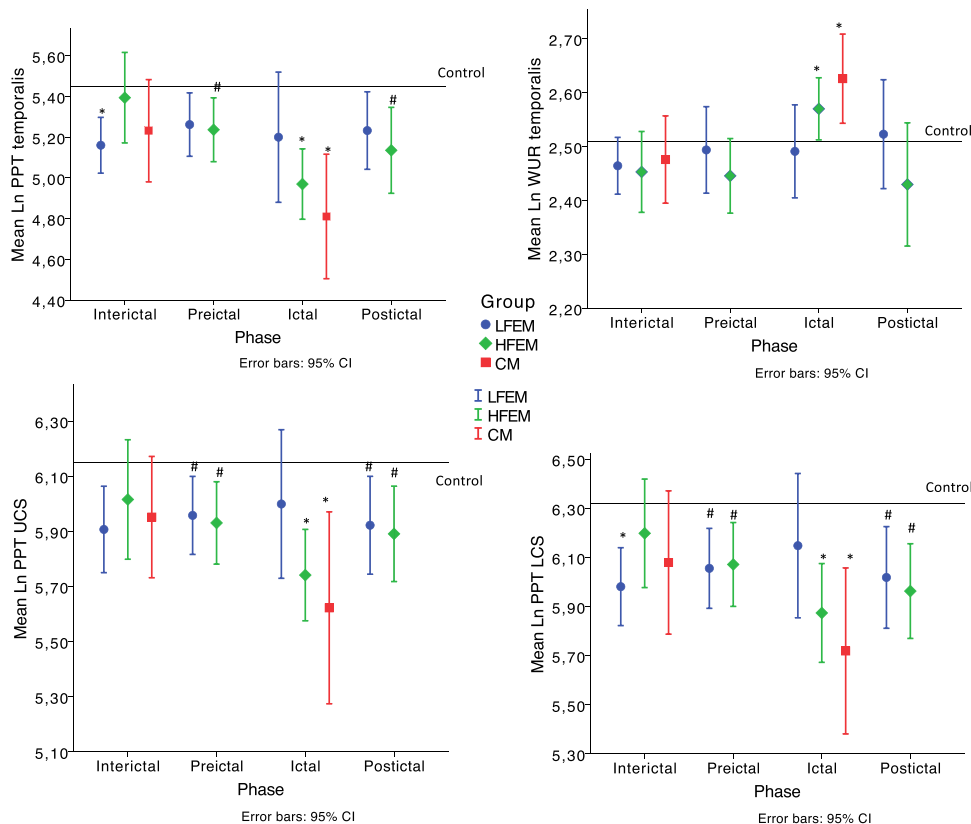 Mean Ln PPT temporalis
5,60
5,40
5,20
5,00
4,80
4,60
4,40
Control
*
#
*
*
#
Interictal Preictal Ictal Postictal
Phase
Error bars: 95% CI
Mean Ln WUR temporalis
2,70
2,60
2,50
2,40
2,30
2,20
Control
*
*
Interictal Preictal Ictal Postictal
Phase
Error bars: 95% CI
Group
LFEM
HFEM
CM
LFEM
HFEM
CM
Mean Ln PPT UCS
6,30
6,10
5,90
5,70
5,50
5,30
5,10
Control
# #
*
*
# #
Interictal Preictal Ictal Postictal
Phase
Error bars: 95% CI
Mean Ln PPT LCS
6,50
6,30
6,10
5,90
5,70
5,50
5,30
Control
*
# #
* *
# #
Interictal Preictal Ictal Postictal
Phase
Error bars: 95% CI